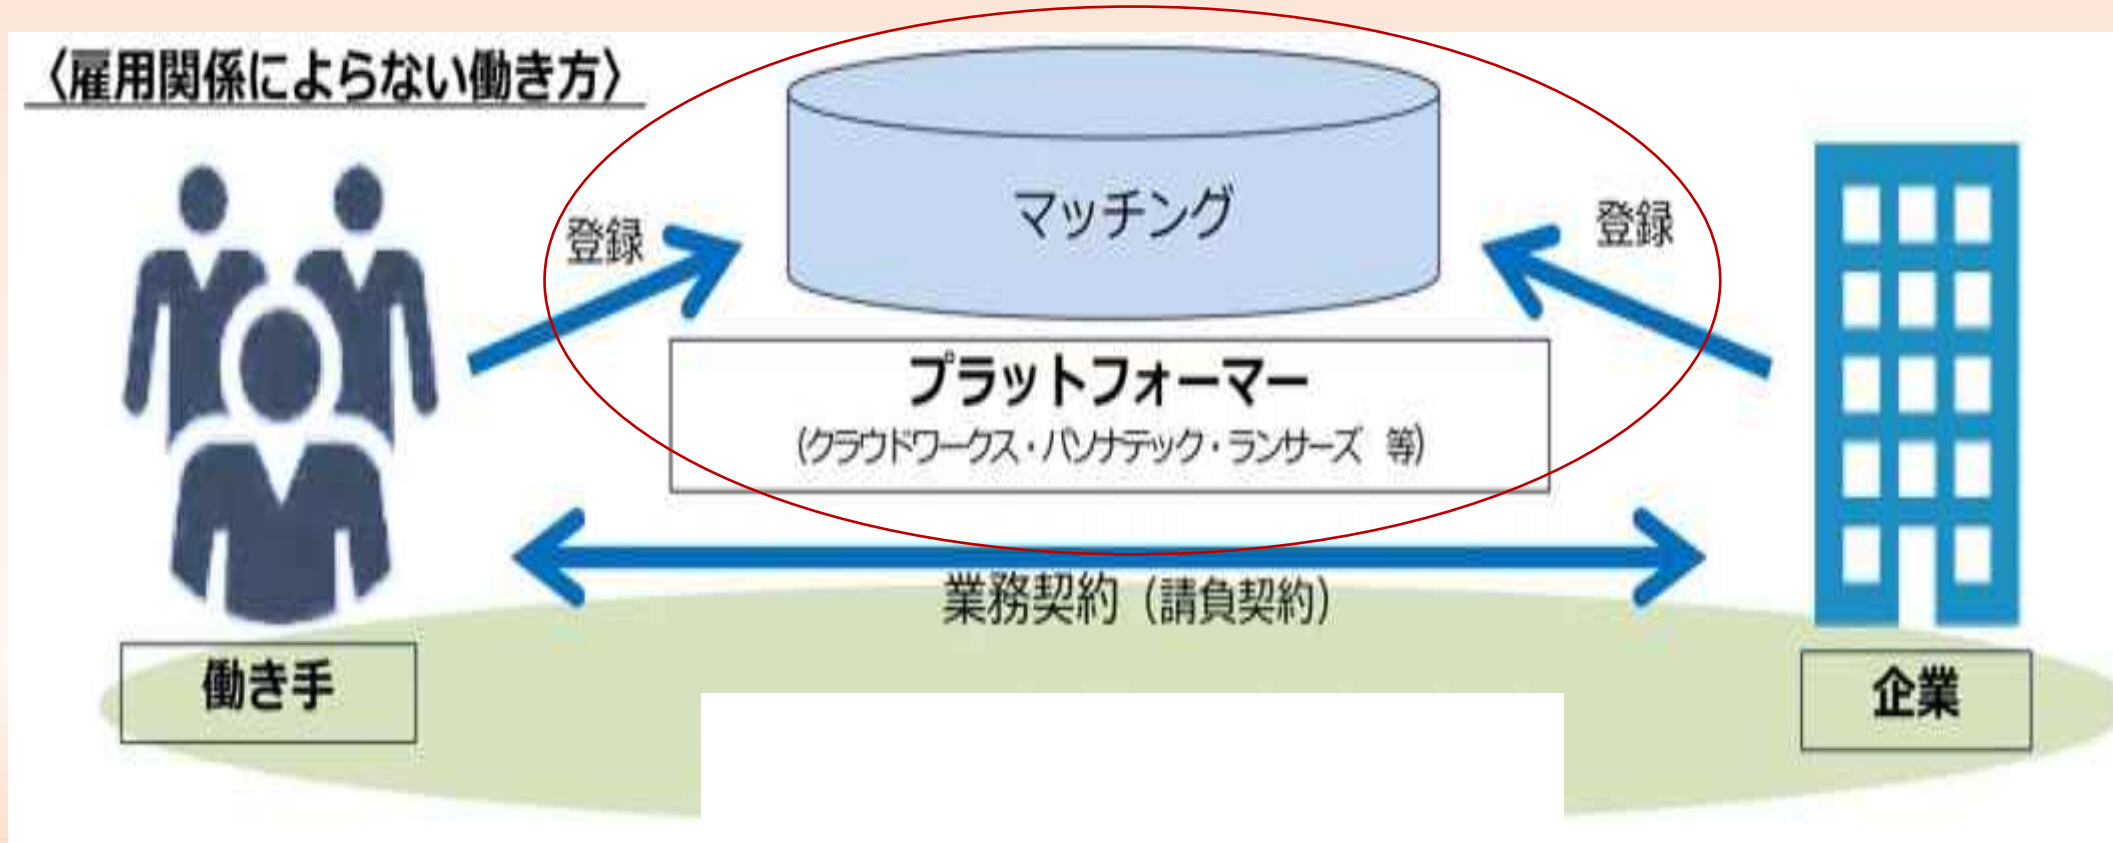 〈雇用関係によらない働き方〉
マッチング
登録
登録
プラットフォーマー
(クラウドワークス・パソナテック・ランサーズ 等)
業務契約（請負契約）
働き手
企業